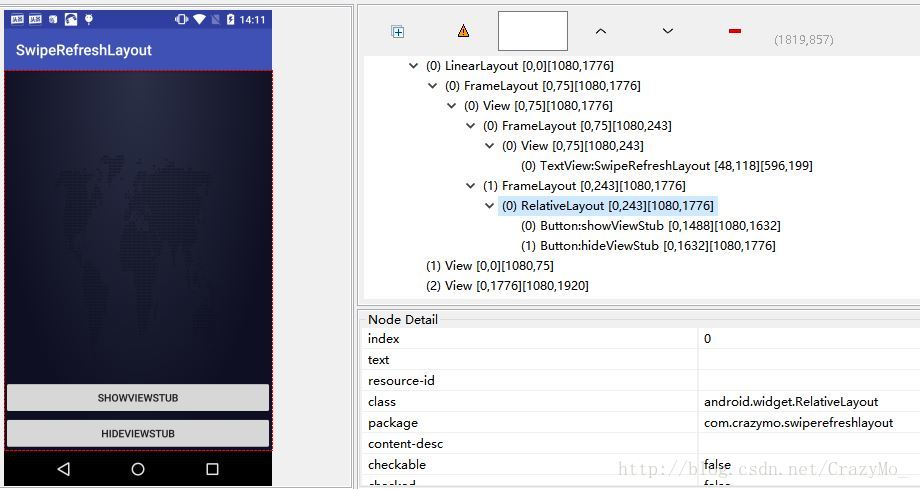 14:11
SwipeRefreshLayout
SHOWVIEWSTUB
HIDEVIEWSTUB
(1819,857)
(0) LinearLayout [0,0][1080,1776]
(0) FrameLayout [0,75][1080,1776]
(0) View [0,75][1080,1776]
(0) FrameLayout [0,75][1080,243]
(0) View [0,75][1080,243]
(0) TextView:SwipeRefreshLayout [48,118][596,199]
(1) FrameLayout [0,243][1080,1776]
(0) RelativeLayout [0,243][1080,1776]
(0) Button:showViewStub [0,1488][1080,1632]
(1) Button:hideViewStub [0,1632][1080,1776]
(1) View [0,0][1080,75]
(2) View [0,1776][1080,1920]
Node Detail
index 0
text
resource-id
class android.widget.RelativeLayout
package com.crazymo.swiperefreshlayout
content-desc
checkable false
checked false
http://blog.csdn.net/CrazyMo_